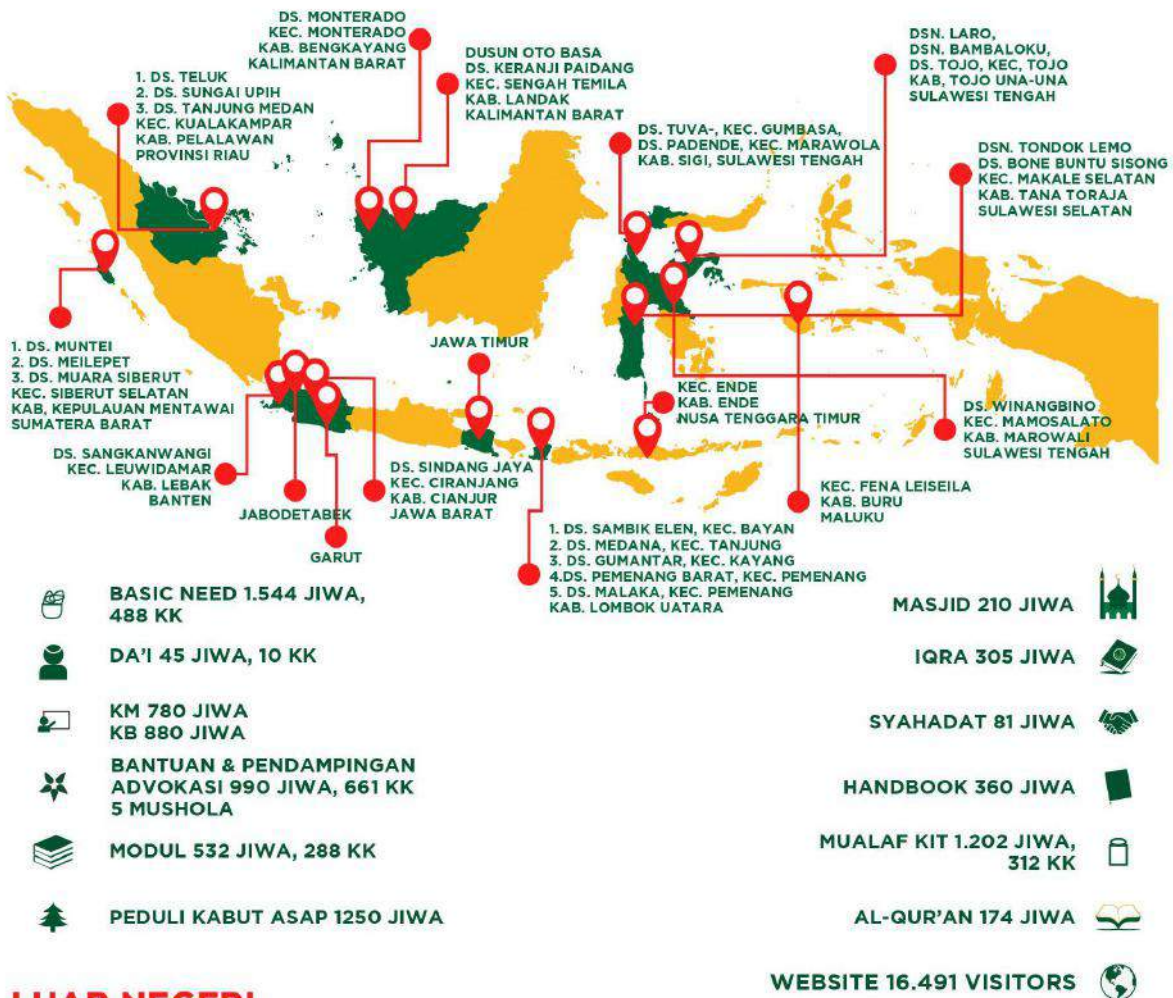 DS. MONTERADO
KEC. MONTERADO
KAB. BENGKAYANG
KALIMANTAN BARAT
DUSUN OTO BASA
DS. KERANJI PAIDANG
KEC. SENGAH TEMILA
KAB. LANDAK
KALIMANTAN BARAT
DSN. LARO,
DSN. BAMBALOKU,
DS. TOJO, KEC, TOJO
KAB, TOJO UNA-UNA
SULAWESI TENGAH
1. DS. TELUK
2. DS. SUNGAI UPIH
3. DS. TANJUNG MEDAN
KEC. KUALAKAMPAR
KAB. PELALAWAN
PROVINSI RIAU
DS. TUVA-, KEC. GUMBASA,
DS. PADENDE, KEC. MARAWOLA
KAB. SIGI, SULAWESI TENGAH
DSN. TONDOK LEMO
DS. BONE BUNTU SISONG
KEC. MAKALE SELATAN
KAB. TANA TORAJA
SULAWESI SELATAN
1. DS. MUNTEI
2. DS. MEILEPET
3. DS. MUARA SIBERUT
KEC. SIBERUT SELATAN
KAB, KEPULAUAN MENTAWAI
SUMATERA BARAT
JAWA TIMUR
KEC. ENDE
KAB. ENDE
NUSA TENGGARA TIMUR
DS. WINANGBINO
KEC. MAMOSALATO
KAB. MAROWALI
SULAWESI TENGAH
DS. SANGKANWANGI
KEC. LEUWIDAMAR
KAB. LEBAK
BANTEN
JABODETABEK
GARUT
DS. SINDANG JAYA
KEC. CIRANJANG
KAB. CIANJUR
JAWA BARAT
KEC. FENA LEISEILA
KAB. BURU
MALUKU
1. DS. SAMBIK ELEN, KEC. BAYAN
2. DS. MEDANA, KEC. TANJUNG
3. DS. GUMANTAR, KEC. KAYANG
4.DS. PEMENANG BARAT, KEC. PEMENANG
5. DS. MALAKA, KEC. PEMENANG
KAB. LOMBOK UATARA
BASIC NEED 1.544 JIWA,
488 KK
DA'I 45 JIWA, 10 KK
KM 780 JIWA
KB 880 JIWA
BANTUAN & PENDAMPINGAN
ADVOKASI 990 JIWA, 661 KK
5 MUSHOLA
MODUL 532 JIWA, 288 KK
PEDULI KABUT ASAP 1250 JIWA
MASJID 210 JIWA
IQRA 305 JIWA
SYAHADAT 81 JIWA
HANDBOOK 360 JIWA
MUALAF KIT 1.202 JIWA,
312 KK
AL-QUR'AN 174 JIWA
WEBSITE 16.491 VISITORS
LUAR NEGERI